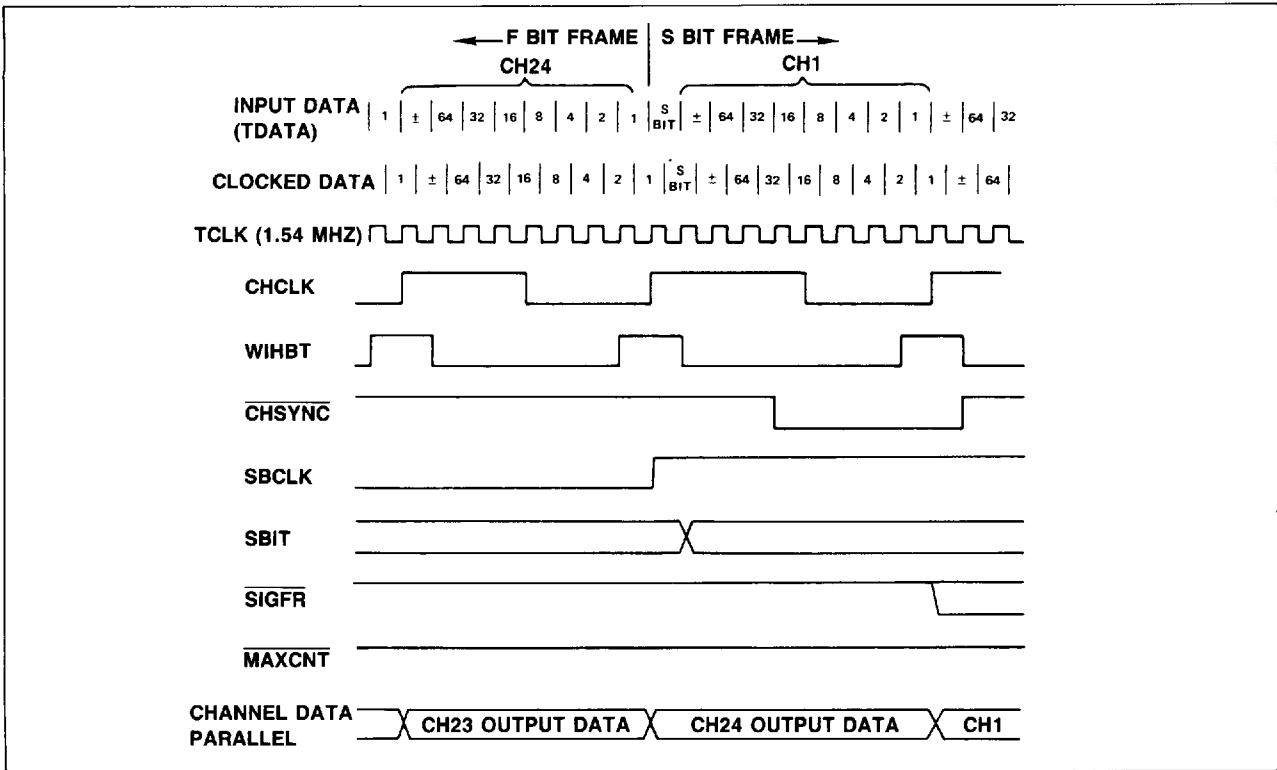 F BIT FRAME S BIT FRAME
CH24 CH1
INPUT DATA (TDATA) 1 ± 64 32 16 8 4 2 1 S BIT ± 64 32 16 8 4 2 1 ± 64 32
CLOCKED DATA 1 ± 64 32 16 8 4 2 1 S BIT ± 64 32 16 8 4 2 1 ± 64
TCLK (1.54 MHZ)
CHCLK
WIHBT
CHSYNC
SBCLK
SBIT
SIGFR
MAXCNT
CHANNEL DATA PARALLEL CH23 OUTPUT DATA CH24 OUTPUT DATA CH1